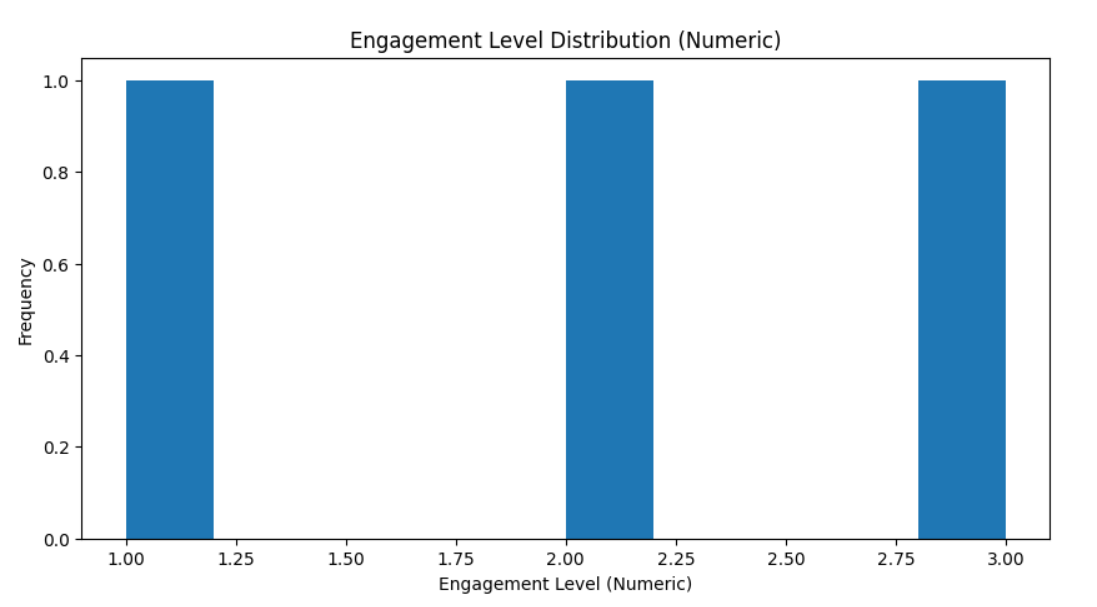 Engagement Level Distribution (Numeric)
Frequency
1.0
0.8
0.6
0.4
0.2
0.0
1.00 1.25 1.50 1.75 2.00 2.25 2.50 2.75 3.00
Engagement Level (Numeric)